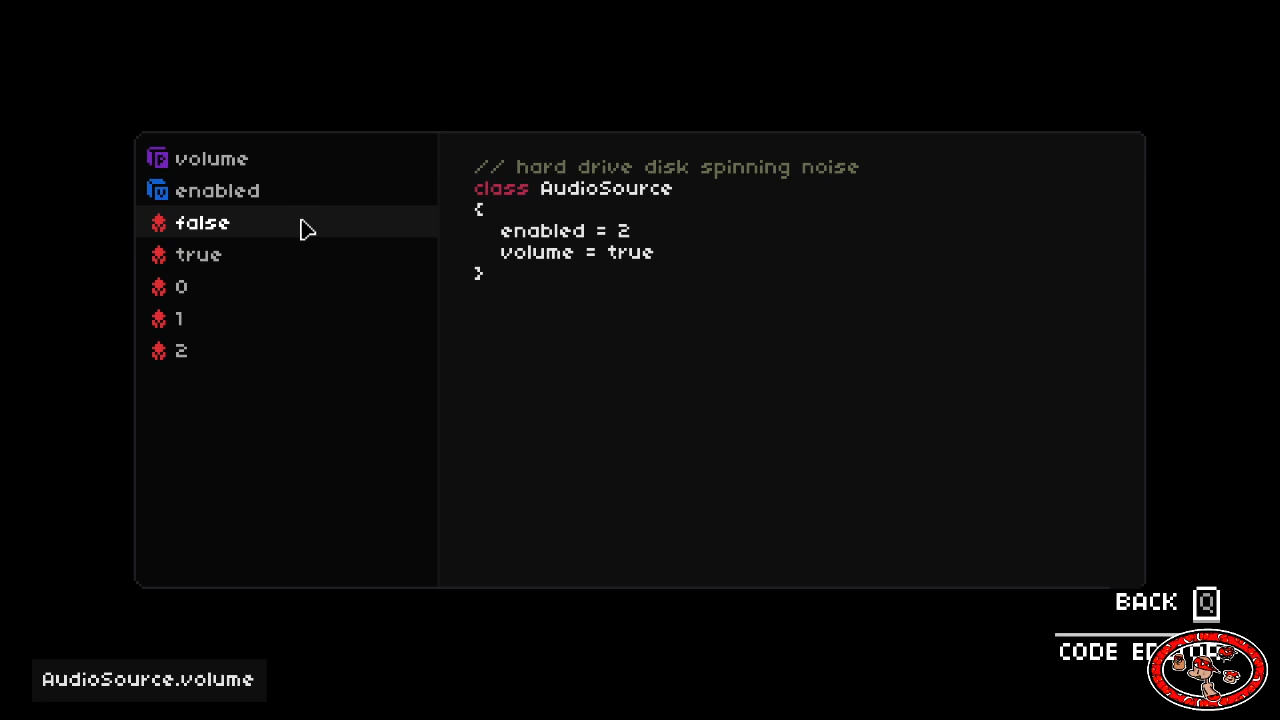 volume
enabled
false
true
0
1
2
// hard drive disk spinning noise
class AudioSource
{
enabled = 2
volume = true
}
BACK Q
CODE
AudioSource.volume